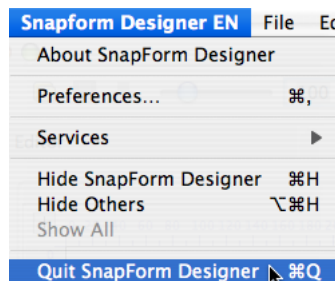 Snapform Designer EN File Ed
About SnapForm Designer
Preferences... ⌘,
Services ▶
Hide SnapForm Designer ⌘H
Hide Others ⌥⌘H
Show All
Quit SnapForm Designer ⌘Q